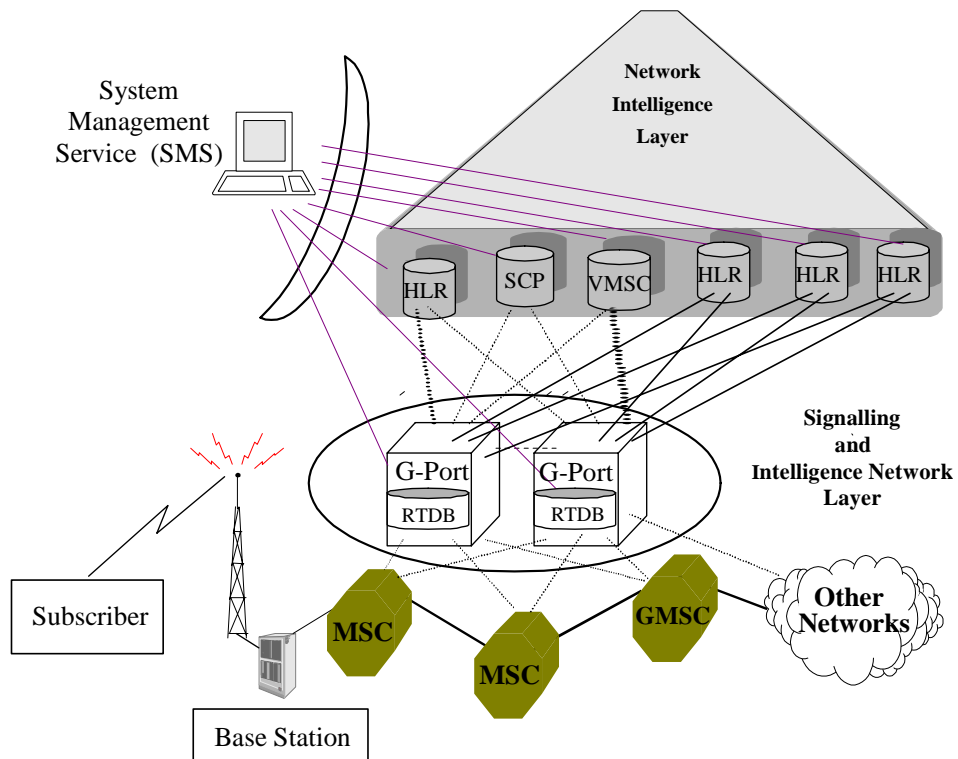 System
Management
Service (SMS)
Network
Intelligence
Layer
HLR
SCP
VMSC
HLR
HLR
HLR
Signalling
and
Intelligence Network
Layer
G-Port
G-Port
RTDB
RTDB
Subscriber
MSC
MSC
GMSC
Other
Networks
Base Station